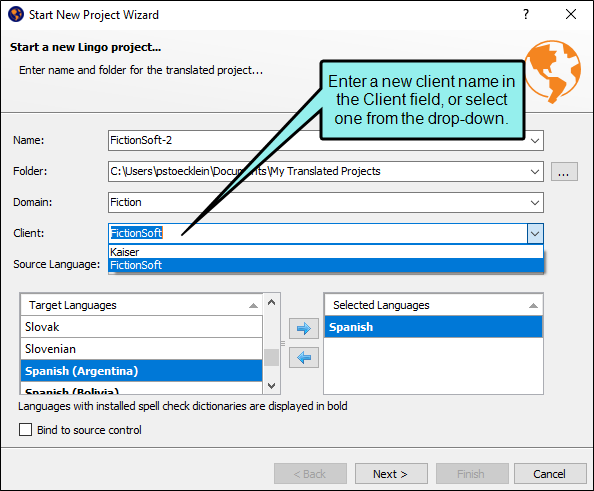 Start New Project Wizard
Start a new Lingo project...
Enter name and folder for the translated project...
Enter a new client name in
the Client field, or select
one from the drop-down.
Name:
FictionSoft-2
Folder:
C:\Users\pstoecklein\Documents\My Translated Projects
...
Domain:
Fiction
Client:
FictionSoft
Kaiser
FictionSoft
Source Language:
Target Languages
Slovak
Slovenian
Spanish (Argentina)
Spanish (Bolivia)
Selected Languages
Spanish
Languages with installed spell check dictionaries are displayed in bold
Bind to source control
< Back
Next >
Finish
Cancel